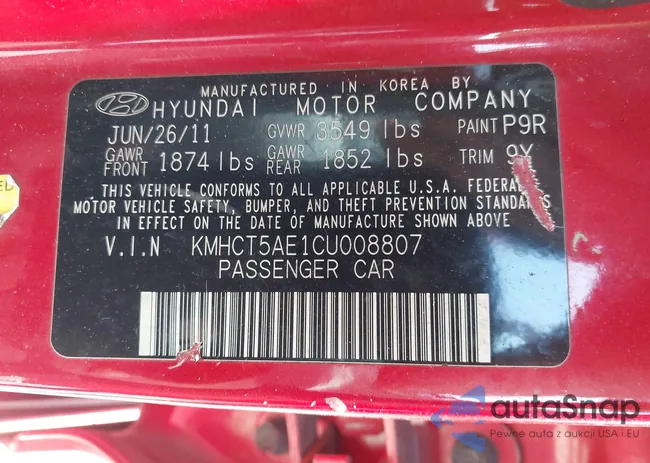 MANUFACTURED IN KOREA BY
HYUNDAI MOTOR COMPANY
JUN/26/11 GVWR 3549 lbs PAINT P9R
GAWR FRONT 1874 lbs GAWR REAR 1852 lbs TRIM 9Y
THIS VEHICLE CONFORMS TO ALL APPLICABLE U.S.A. FEDERAL
MOTOR VEHICLE SAFETY, BUMPER, AND THEFT PREVENTION STANDARDS
IN EFFECT ON THE DATE OF MANUFACTURE SHOWN ABOVE
V.I.N KMHCT5AE1CU008807
PASSENGER CAR
autaSnap
Pewne auta z aukcji USA i EU